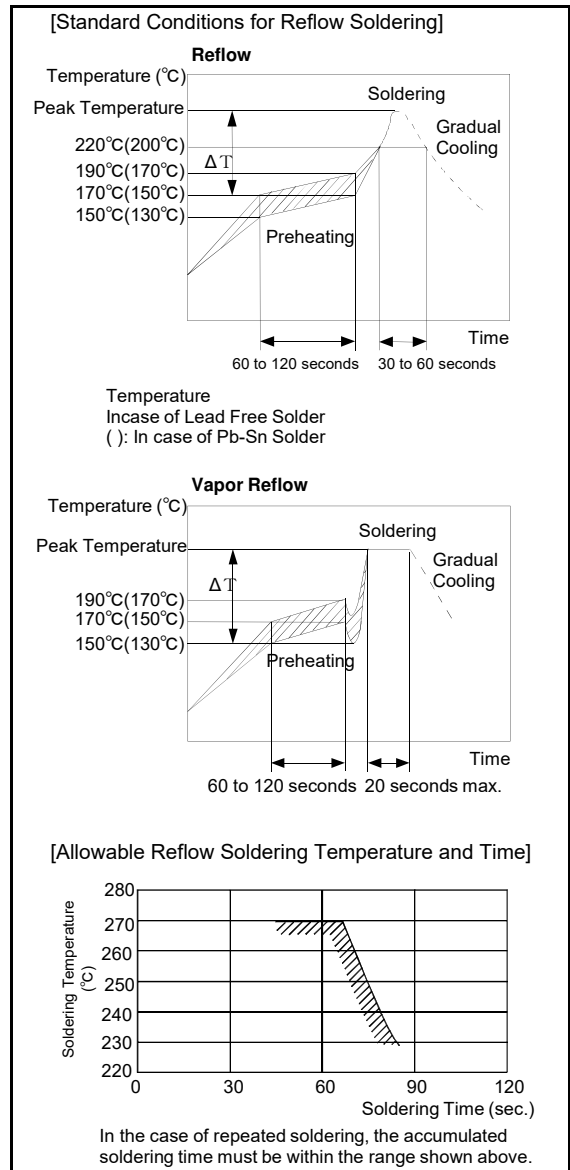 [Standard Conditions for Reflow Soldering]
Reflow
Temperature (℃)
Soldering
Peak Temperature
Gradual
Cooling
220℃(200℃)
ΔT
190℃(170℃)
170℃(150℃)
150℃(130℃)
Preheating
Time
60 to 120 seconds
30 to 60 seconds
Temperature
Incase of Lead Free Solder
( ): In case of Pb-Sn Solder
Vapor Reflow
Temperature (℃)
Soldering
Peak Temperature
Gradual
Cooling
ΔT
190℃(170℃)
170℃(150℃)
150℃(130℃)
Preheating
Time
60 to 120 seconds
20 seconds max.
[Allowable Reflow Soldering Temperature and Time]
Soldering Temperature
(℃)
280
270
260
250
240
230
220
0 30 60 90 120
Soldering Time (sec.)
In the case of repeated soldering, the accumulated
soldering time must be within the range shown above.